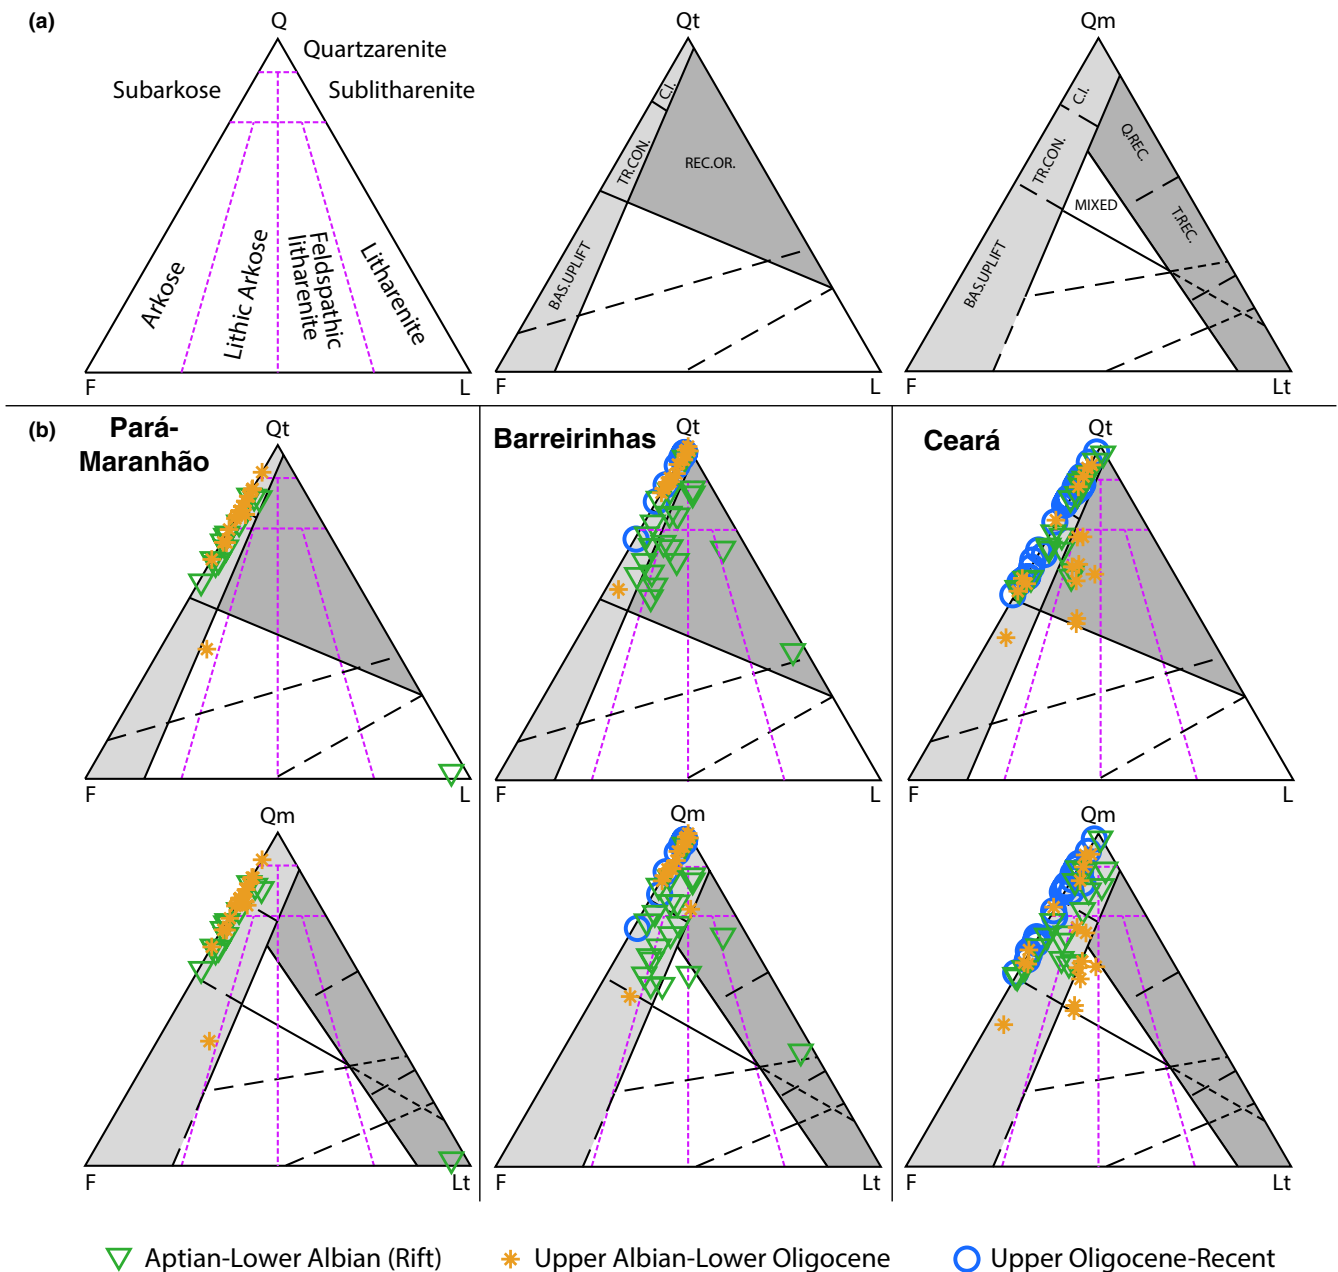 (a)
Q
Quartzarenite
Subarkose
Sublitharenite
Arkose
Lithic Arkose
Feldspathic
litharenite
Litharenite
F
L
Qt
C.I.
TR.CON.
REC.OR.
BAS.UPLIFT
F
L
Qm
C.I.
Q.REC.
TR.CON.
MIXED
T.REC.
BAS.UPLIFT
F
Lt
(b)
Pará-
Maranhão
Qt
F
L
Qm
F
Lt
Barreirinhas
Qt
F
L
Qm
F
Lt
Ceará
Qt
F
L
Qm
F
Lt
Aptian-Lower Albian (Rift)
Upper Albian-Lower Oligocene
Upper Oligocene-Recent